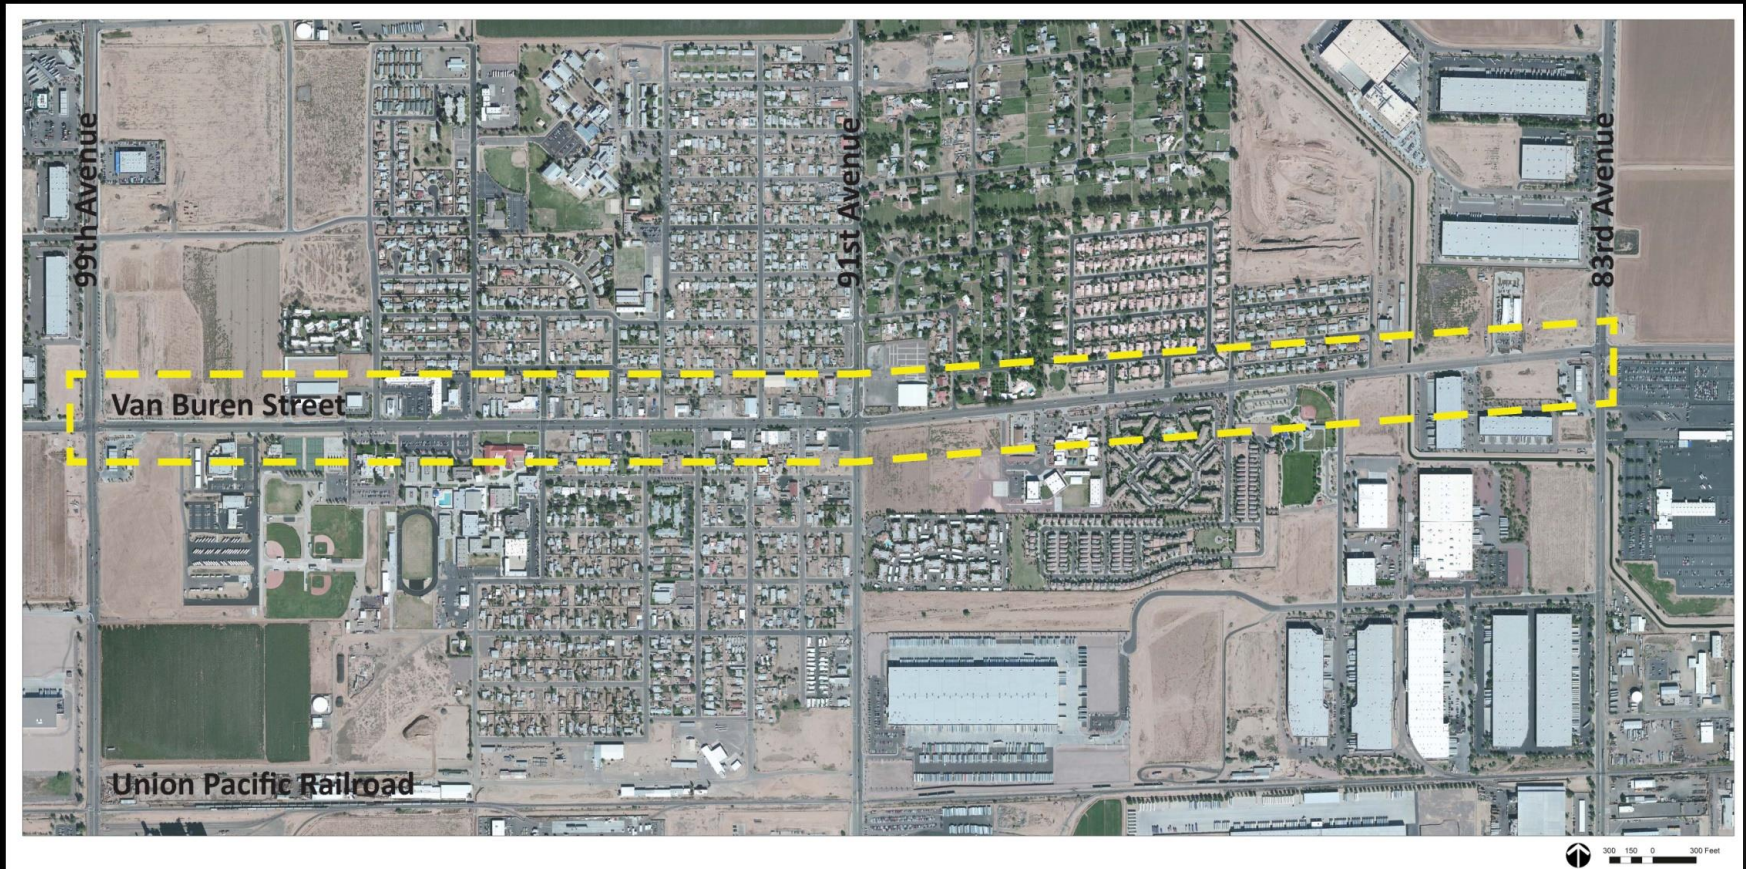 99th Avenue
91st Avenue
83rd Avenue
Van Buren Street
Union Pacific Railroad
300 150 0 300 Feet